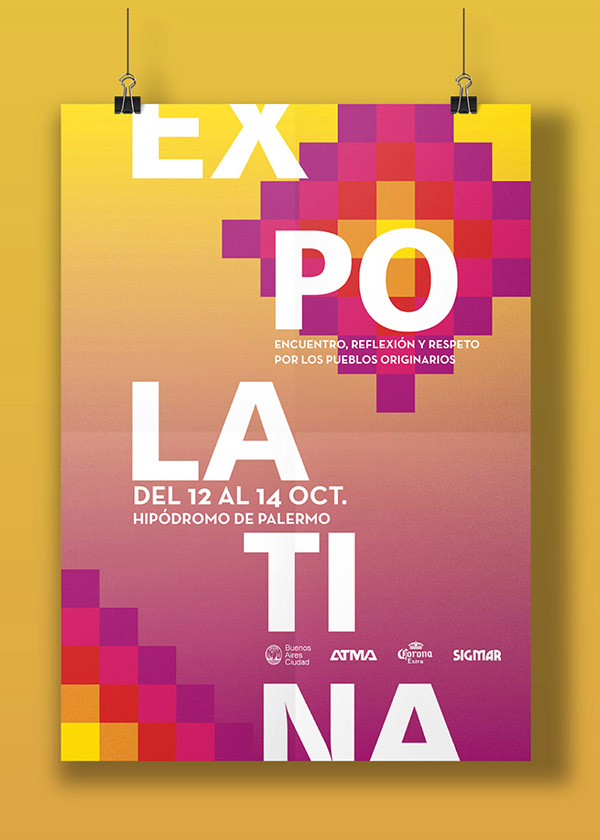 EX
PO
ENCUENTRO, REFLEXIÓN Y RESPETO
POR LOS PUEBLOS ORIGINARIOS
LA
DEL 12 AL 14 OCT.
HIPÓDROMO DE PALERMO
TI
Buenos
Aires
Ciudad
ATMA
Corona
Extra
SIGMAR
NA